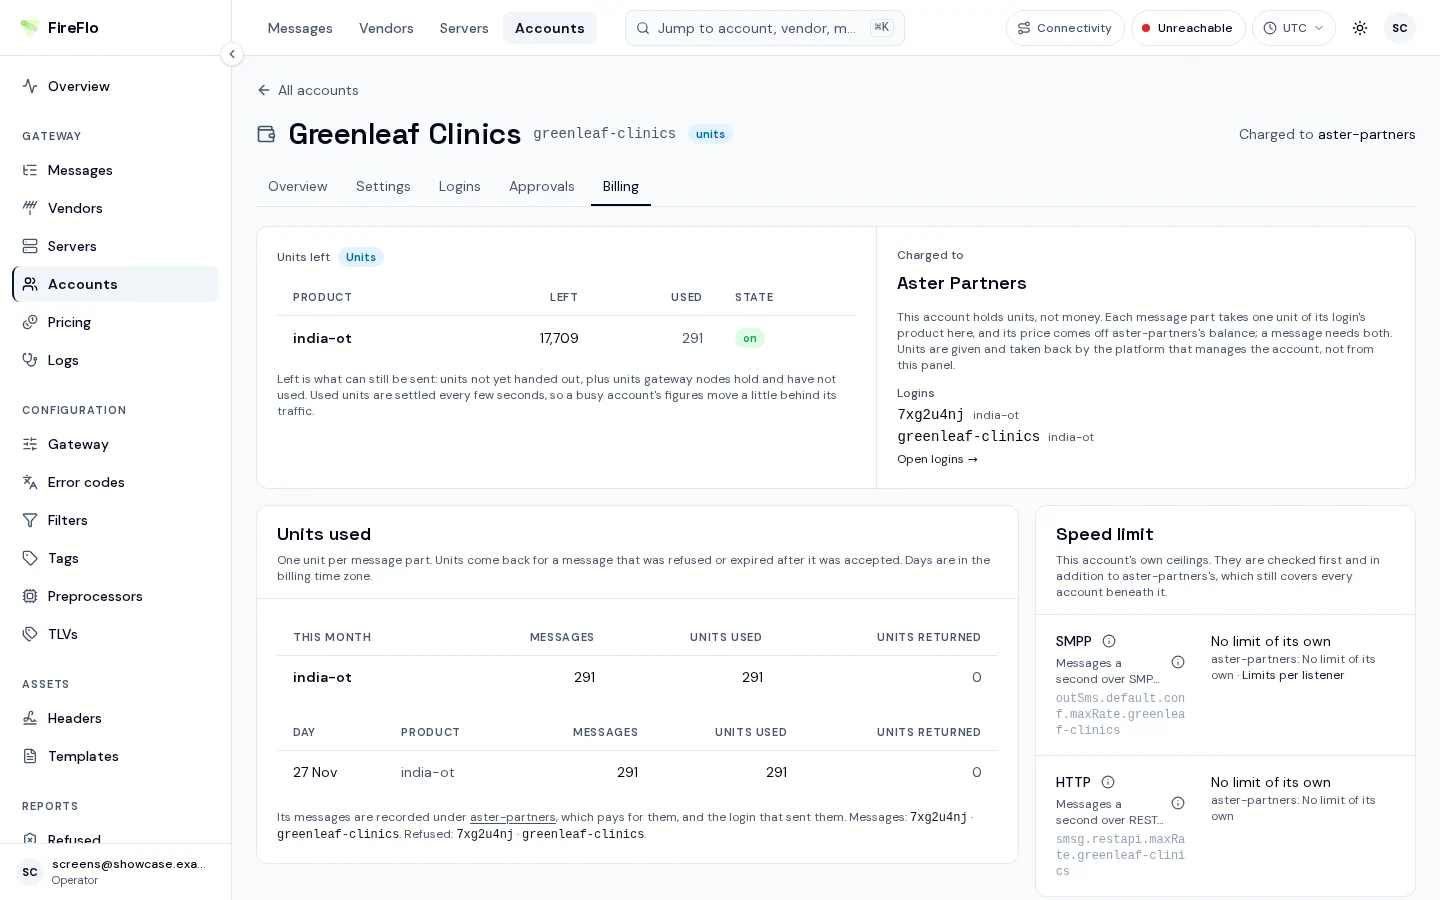 FireFlo
Messages
Vendors
Servers
Accounts
Jump to account, vendor, m...
⌘K
Connectivity
Unreachable
UTC
SC
Overview
GATEWAY
Messages
Vendors
Servers
Accounts
Pricing
Logs
CONFIGURATION
Gateway
Error codes
Filters
Tags
Preprocessors
TLVs
ASSETS
Headers
Templates
REPORTS
Refused
SC
screens@showcase.exa...
Operator
← All accounts
Greenleaf Clinics
greenleaf-clinics
units
Charged to aster-partners
Overview
Settings
Logins
Approvals
Billing
Units left Units
PRODUCT LEFT USED STATE
india-ot 17,709 291 on
Left is what can still be sent: units not yet handed out, plus units gateway nodes hold and have not
used. Used units are settled every few seconds, so a busy account's figures move a little behind its
traffic.
Charged to
Aster Partners
This account holds units, not money. Each message part takes one unit of its login's
product here, and its price comes off aster-partners's balance; a message needs both.
Units are given and taken back by the platform that manages the account, not from
this panel.
Logins
7xg2u4nj india-ot
greenleaf-clinics india-ot
Open logins →
Units used
One unit per message part. Units come back for a message that was refused or expired after it was accepted. Days are in the
billing time zone.
THIS MONTH MESSAGES UNITS USED UNITS RETURNED
india-ot 291 291 0
DAY PRODUCT MESSAGES UNITS USED UNITS RETURNED
27 Nov india-ot 291 291 0
Its messages are recorded under aster-partners, which pays for them, and the login that sent them. Messages: 7xg2u4nj ·
greenleaf-clinics. Refused: 7xg2u4nj · greenleaf-clinics.
Speed limit
This account's own ceilings. They are checked first and in
addition to aster-partners's, which still covers every
account beneath it.
SMPP
Messages a
second over SMP...
outSms.default.con
f.maxRate.greenlea
f-clinics
No limit of its own
aster-partners: No limit of its
own · Limits per listener
HTTP
Messages a
second over REST...
smsg.restapi.maxRa
te.greenleaf-clini
cs
No limit of its own
aster-partners: No limit of its
own